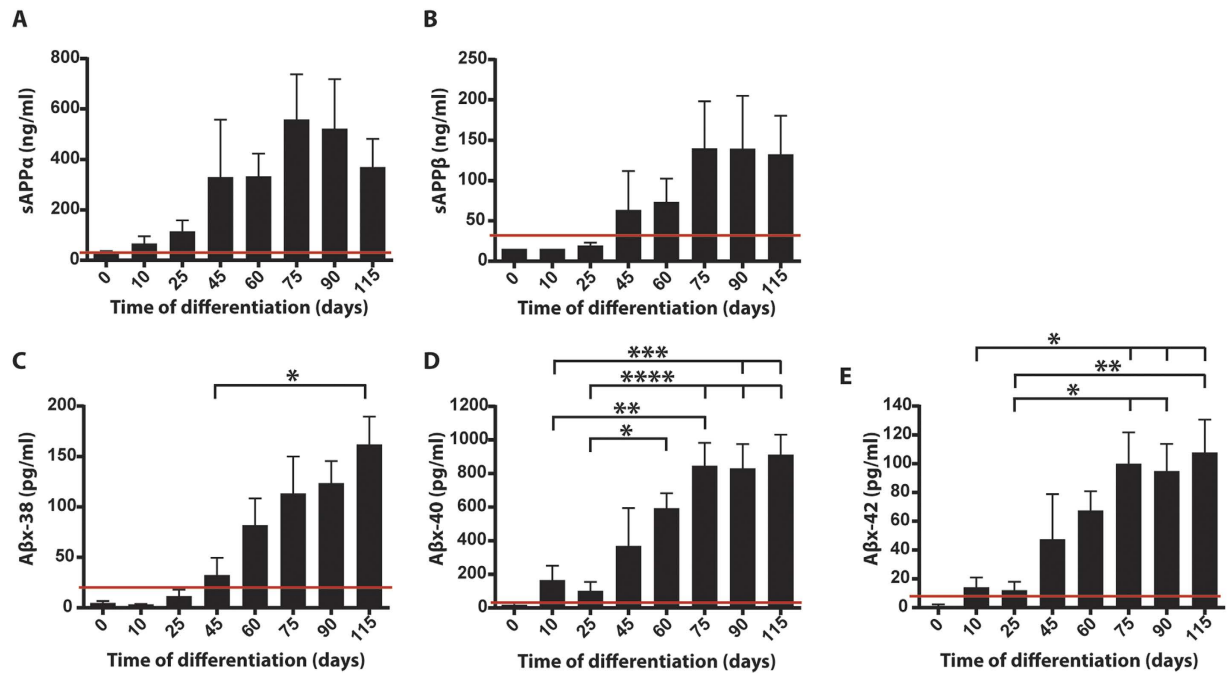 A
sAPPα (ng/ml)
800
600
400
200
0
0 10 25 45 60 75 90 115
Time of differentiation (days)
B
sAPPβ (ng/ml)
250
200
150
100
50
0
0 10 25 45 60 75 90 115
Time of differentiation (days)
C
Aβx-38 (pg/ml)
*
200
150
100
50
0
0 10 25 45 60 75 90 115
Time of differentiation (days)
D
Aβx-40 (pg/ml)
***
****
**
*
1200
1000
800
600
400
200
0
0 10 25 45 60 75 90 115
Time of differentiation (days)
E
Aβx-42 (pg/ml)
*
**
*
140
120
100
80
60
40
20
0
0 10 25 45 60 75 90 115
Time of differentiation (days)